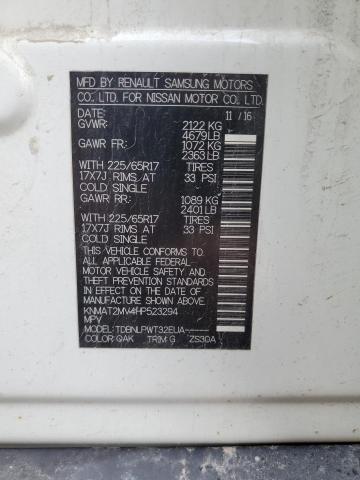 MFD BY RENAULT SAMSUNG MOTORS
CO., LTD. FOR NISSAN MOTOR CO., LTD.
DATE: 11 / 16
GVWR: 2122 KG
4679 LB
GAWR FR: 1072 KG
2363 LB
WITH 225/65R17 TIRES
17X7J RIMS AT 33 PSI
COLD SINGLE
GAWR RR: 1089 KG
2401 LB
WITH 225/65R17 TIRES
17X7J RIMS AT 33 PSI
COLD SINGLE
THIS VEHICLE CONFORMS TO
ALL APPLICABLE FEDERAL
MOTOR VEHICLE SAFETY AND
THEFT PREVENTION STANDARDS
IN EFFECT ON THE DATE OF
MANUFACTURE SHOWN ABOVE.
KNMAT2MV4HP523294
MPV
MODEL: TDBNLPWT32EUA------
COLOR: QAK TRIM: G ZS30A